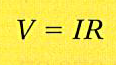 V = IR